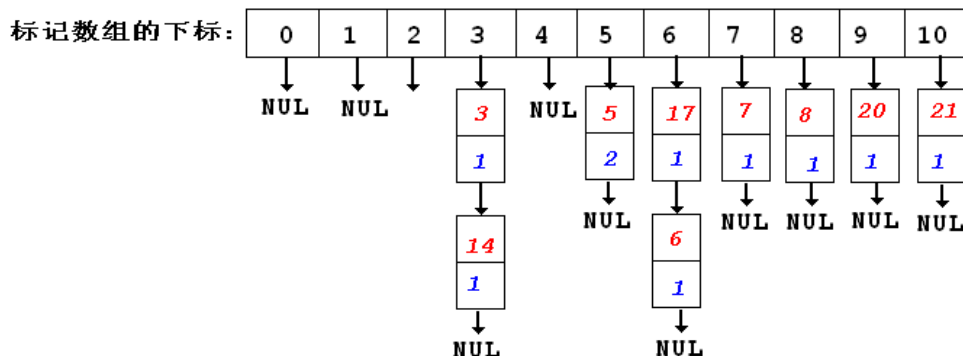 标记数组的下标: 0 1 2 3 4 5 6 7 8 9 10
NUL NUL NUL
3 5 17 7 8 20 21
1 2 1 1 1 1 1
NUL NUL NUL NUL NUL
14 6
1 1
NUL NUL